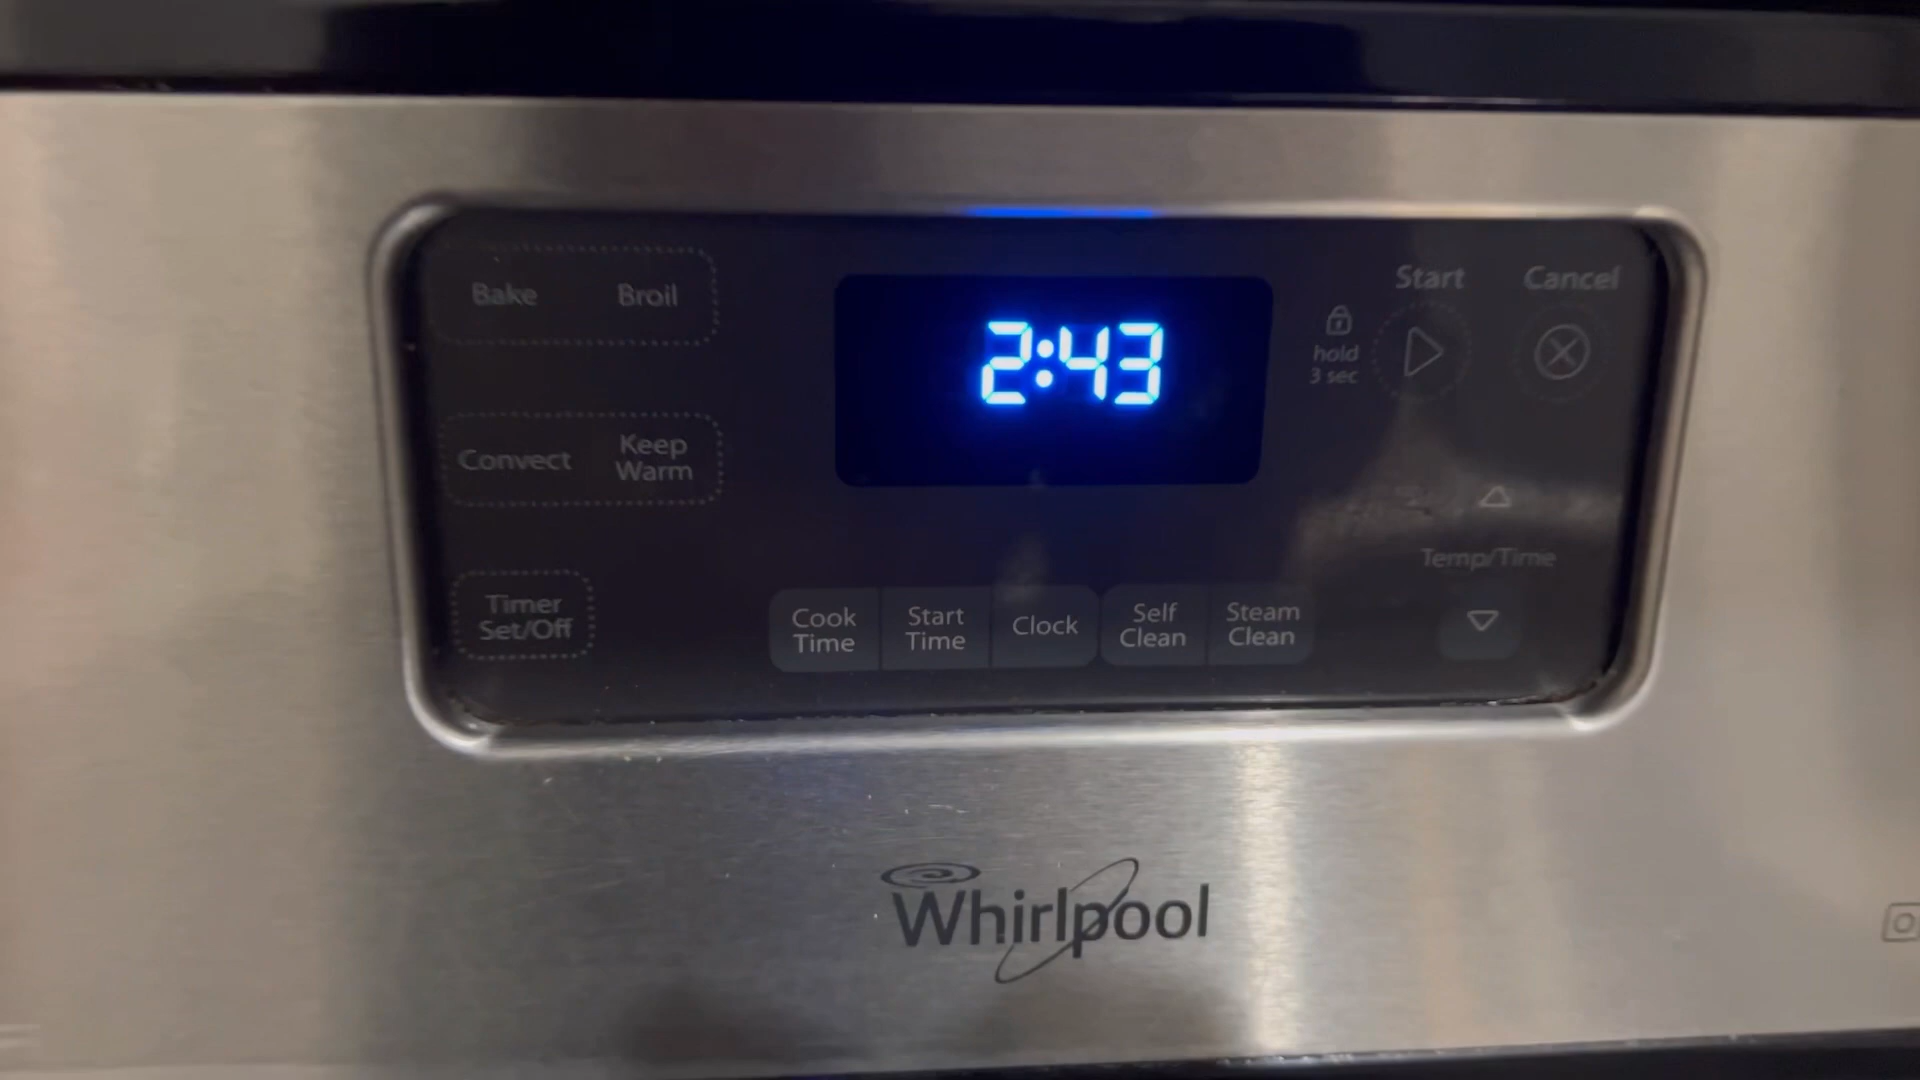 Bake Broil
2:43
Start Cancel
hold
3 sec
Convect
Keep
Warm
Temp/Time
Timer
Set/Off
Cook
Time
Start
Time
Clock
Self
Clean
Steam
Clean
Whirlpool